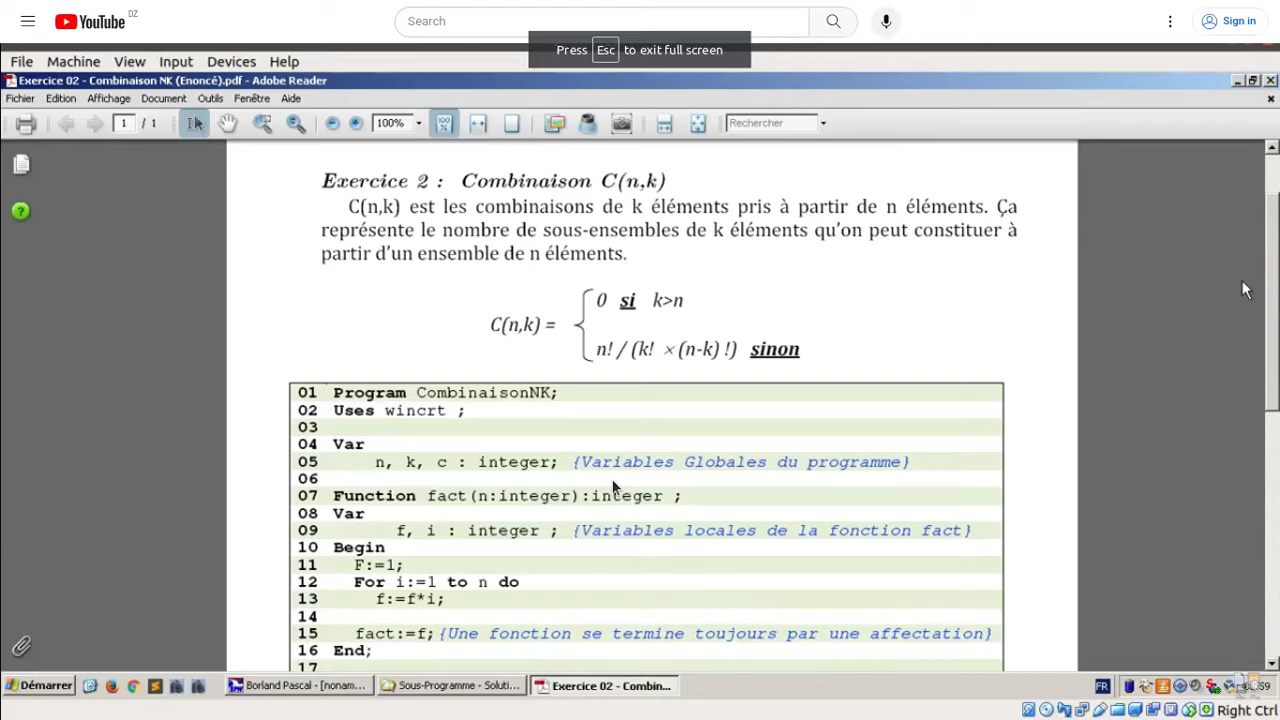 YouTube DZ
Search
Sign in
Press Esc to exit full screen
File Machine View Input Devices Help
Exercice 02 - Combinaison NK (Enoncé).pdf - Adobe Reader
Fichier Edition Affichage Document Outils Fenêtre Aide
1 / 1 100% Rechercher
Exercice 2 : Combinaison C(n,k)
C(n,k) est les combinaisons de k éléments pris à partir de n éléments. Ça
représente le nombre de sous-ensembles de k éléments qu'on peut constituer à
partir d'un ensemble de n éléments.
0 si k>n
C(n,k) =
n! / (k! ×(n-k) !) sinon
01 Program CombinaisonNK;
02 Uses wincrt ;
03
04 Var
05 n, k, c : integer; {Variables Globales du programme}
06
07 Function fact(n:integer):integer ;
08 Var
09 f, i : integer ; {Variables locales de la fonction fact}
10 Begin
11 F:=1;
12 For i:=1 to n do
13 f:=f*i;
14
15 fact:=f;{Une fonction se termine toujours par une affectation}
16 End;
17
Démarrer Borland Pascal - [nonam... Sous-Programme - Soluti... Exercice 02 - Combin... FR
Right Ctrl